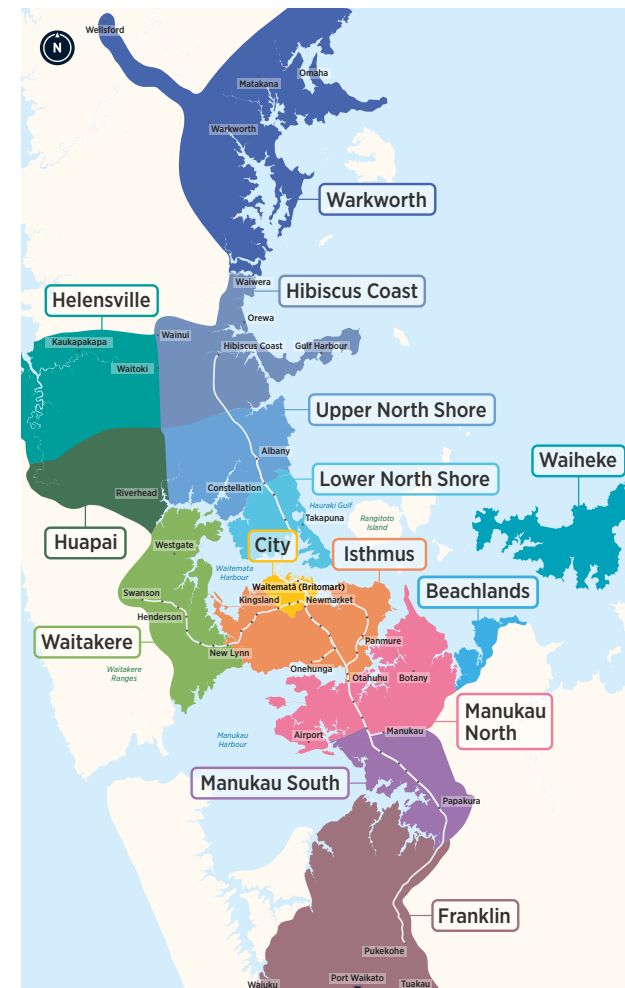 Wellsford
N
Omaha
Matakana
Warkworth
Warkworth
Waiwera
Hibiscus Coast
Helensville
Orewa
Wainui
Kaukapakapa
Hibiscus Coast
Gulf Harbour
Waitoki
Upper North Shore
Albany
Waiheke
Lower North Shore
Constellation
Riverhead
Hauraki Gulf
Takapuna
Rangitoto
Island
Huapai
Westgate
City
Isthmus
Waitemata
Harbour
Waitematā (Britomart)
Beachlands
Swanson
Kingsland
Newmarket
Henderson
Waitakere
Panmure
New Lynn
Waitakere
Ranges
Onehunga
Otahuhu
Botany
Manukau
North
Manukau
Harbour
Airport
Manukau
Manukau South
Papakura
Franklin
Pukekohe
Port Waikato
Waiuku
Tuakau